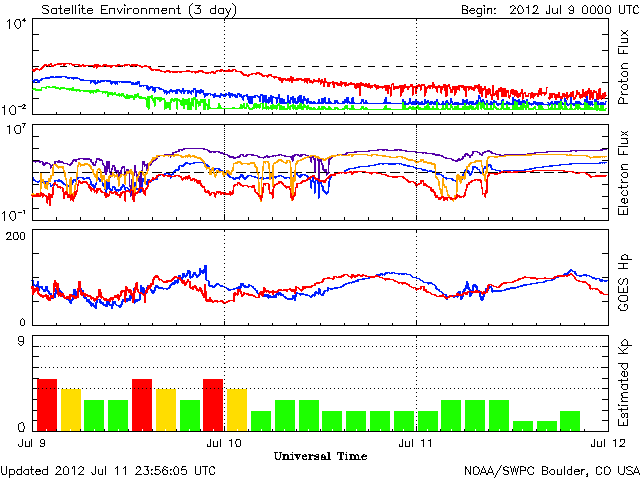 Satellite Environment (3 day)
Begin: 2012 Jul 9 0000 UTC
10^4
10^-2
Proton Flux
10^7
10^-1
Electron Flux
200
0
GOES Hp
9
0
Estimated Kp
Jul 9
Jul 10
Jul 11
Jul 12
Universal Time
Updated 2012 Jul 11 23:56:05 UTC
NOAA/SWPC Boulder, CO USA